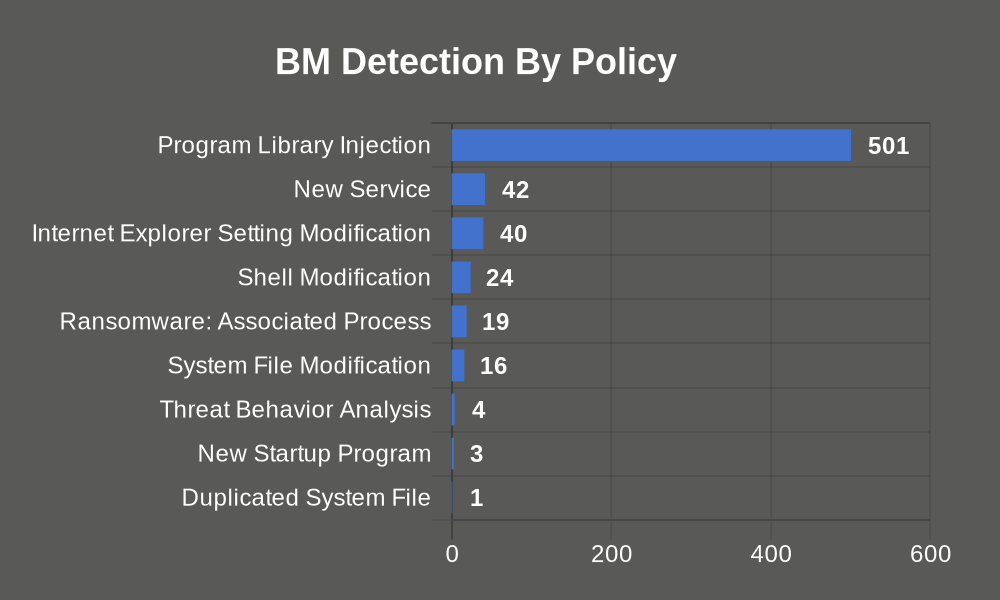 BM Detection By Policy
Program Library Injection 501
New Service 42
Internet Explorer Setting Modification 40
Shell Modification 24
Ransomware: Associated Process 19
System File Modification 16
Threat Behavior Analysis 4
New Startup Program 3
Duplicated System File 1
0 200 400 600